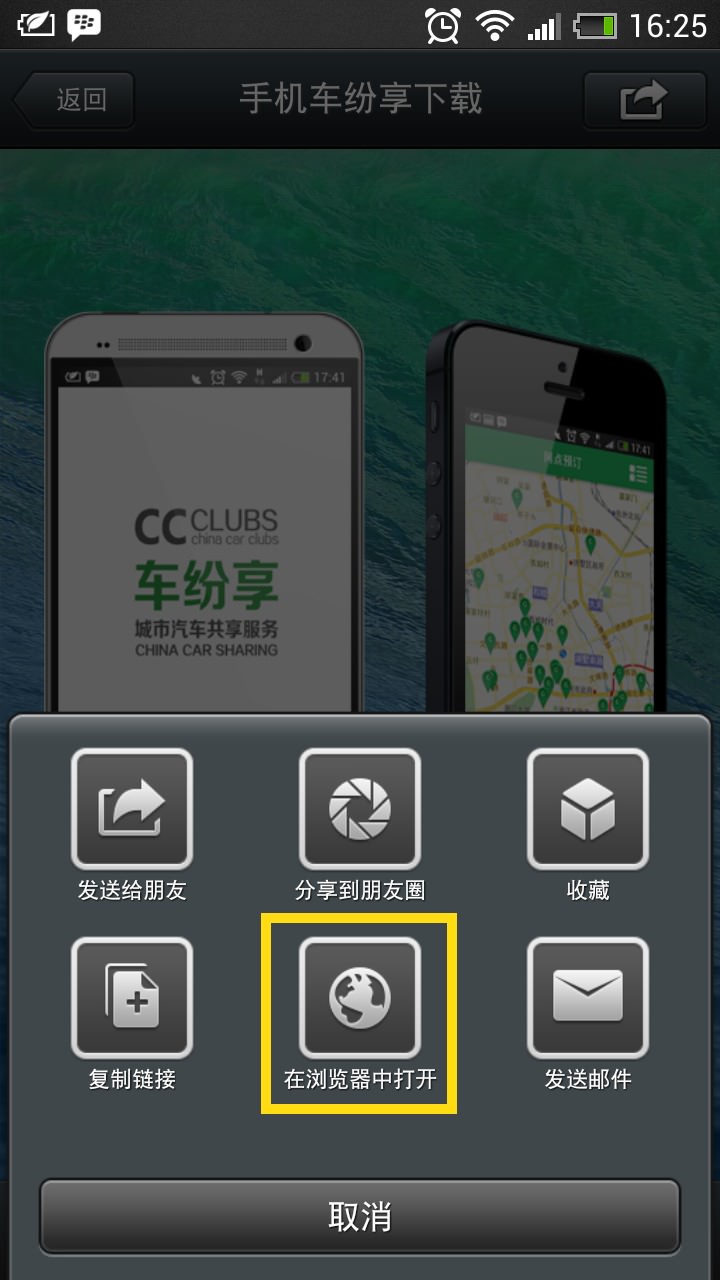 16:25
返回
手机车纷享下载
17:41
17:41
网点预订
CC CLUBS
china car clubs
车纷享
城市汽车共享服务
CHINA CAR SHARING
发送给朋友
分享到朋友圈
收藏
复制链接
在浏览器中打开
发送邮件
取消